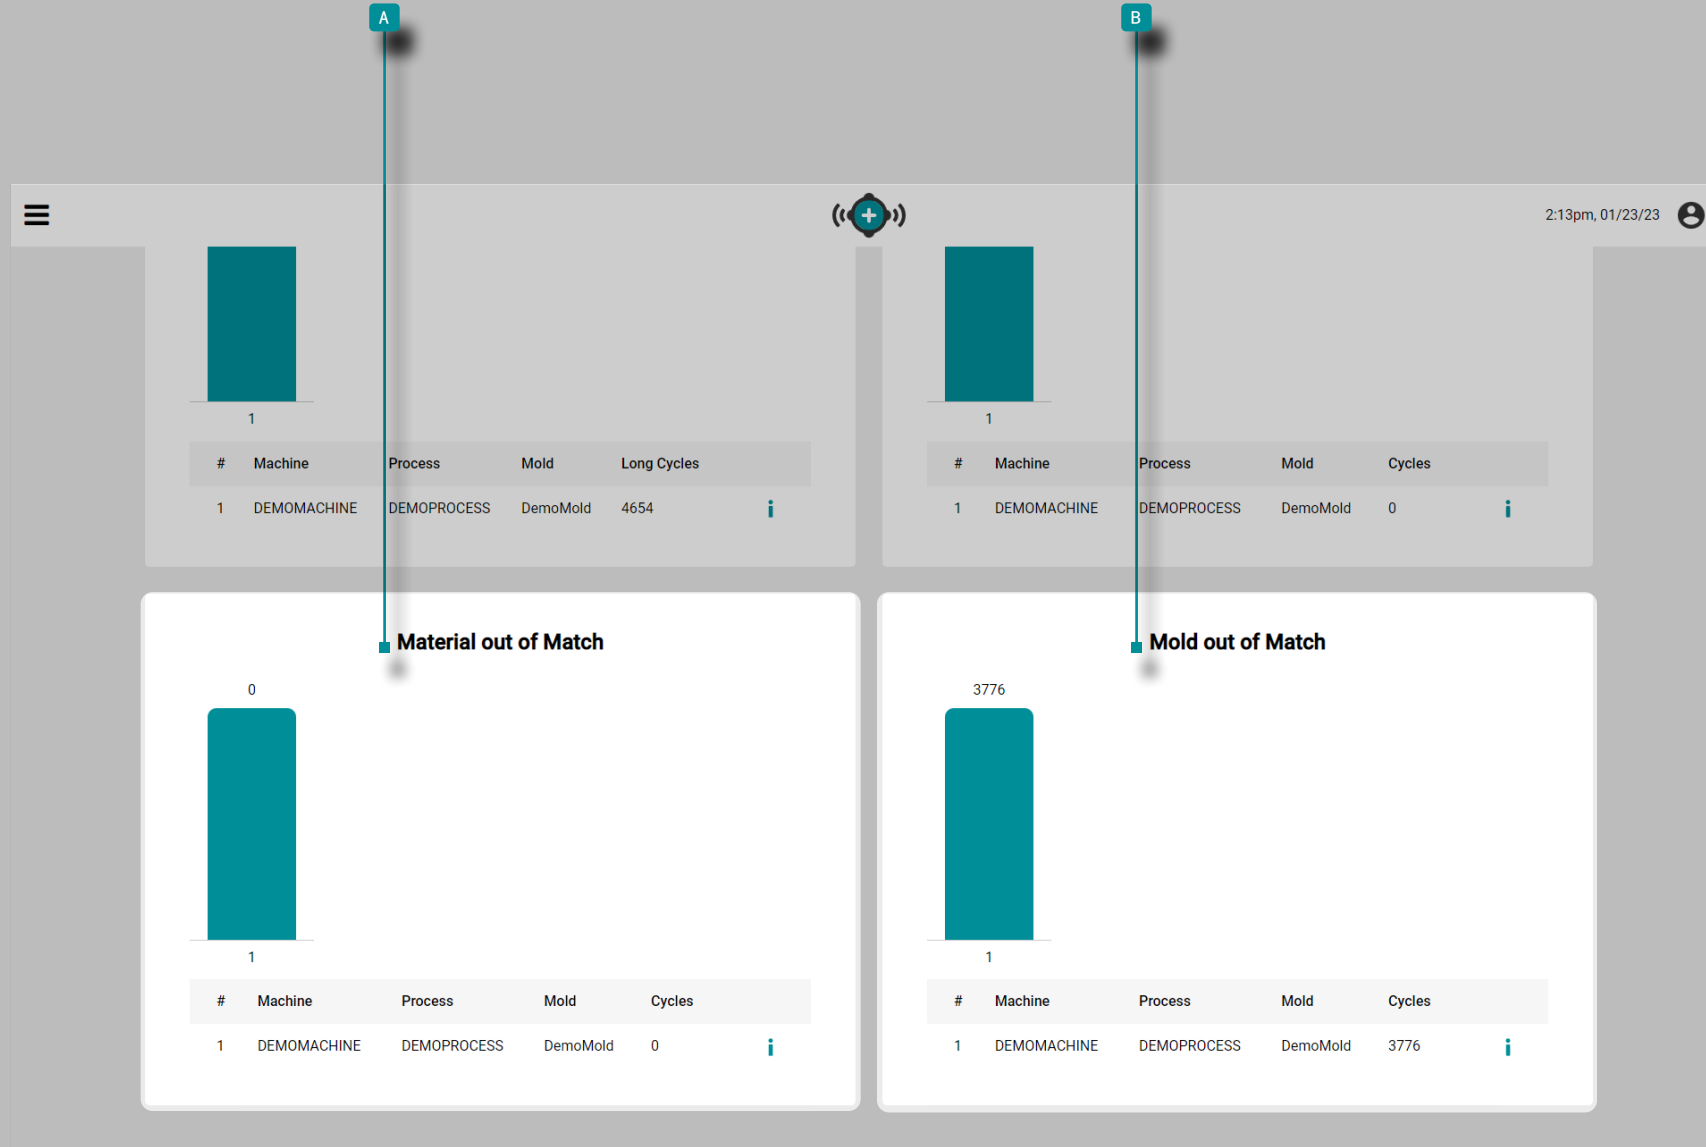 A
B
2:13pm, 01/23/23
1
# Machine Process Mold Long Cycles
1 DEMOMACHINE DEMOPROCESS DemoMold 4654
1
# Machine Process Mold Cycles
1 DEMOMACHINE DEMOPROCESS DemoMold 0
Material out of Match
0
1
# Machine Process Mold Cycles
1 DEMOMACHINE DEMOPROCESS DemoMold 0
Mold out of Match
3776
1
# Machine Process Mold Cycles
1 DEMOMACHINE DEMOPROCESS DemoMold 3776